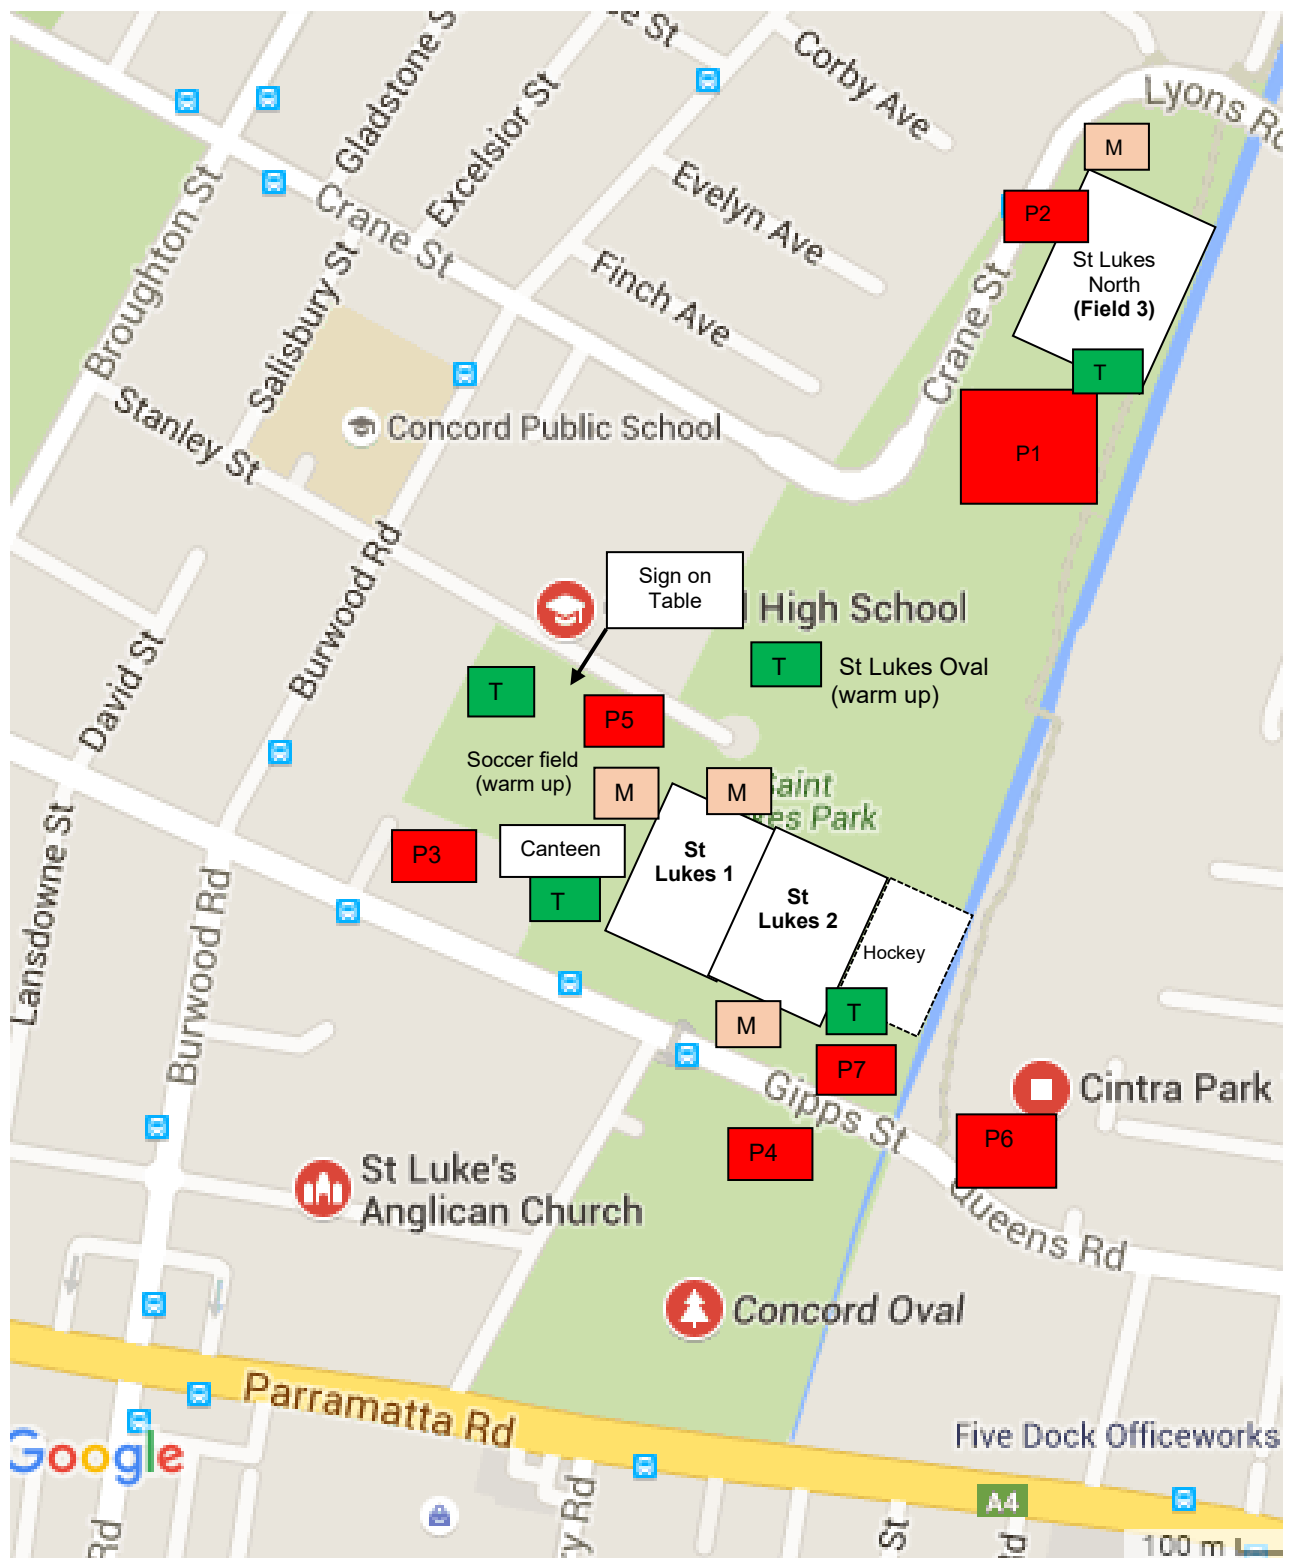 Corby Ave
Lyons
Gladstone
Excelsior St
M
Evelyn Ave
P2
Broughton St
Crane St
St Lukes
North
(Field 3)
Finch Ave
Salisbury St
Crane St
T
Stanley St
Concord Public School
P1
Burwood Rd
Sign on
Table
High School
T
St Lukes Oval
(warm up)
David St
T
P5
Soccer field
(warm up)
M
M
aint
es Park
P3
Canteen
St
Lukes 1
T
St
Lukes 2
Hockey
Lansdowne St
Burwood Rd
M
T
P7
Gipps St
Cintra Park
P6
P4
St Luke's
Anglican Church
Queens Rd
Concord Oval
Parramatta Rd
Five Dock Officeworks
Google
A4
Rd
Rd
St
100 m